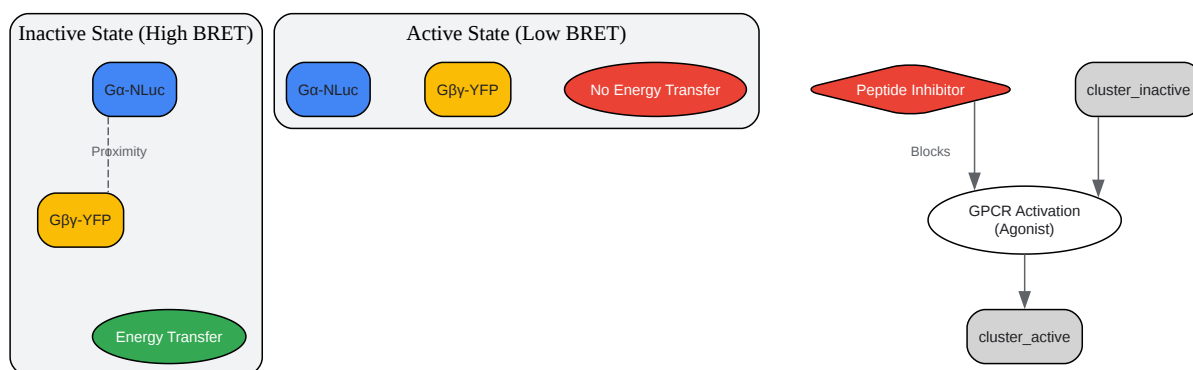 Inactive State (High BRET)
Gα-NLuc
Proximity
Gβγ-YFP
Energy Transfer
Active State (Low BRET)
Gα-NLuc
Gβγ-YFP
No Energy Transfer
Peptide Inhibitor
cluster_inactive
Blocks
GPCR Activation
(Agonist)
cluster_active